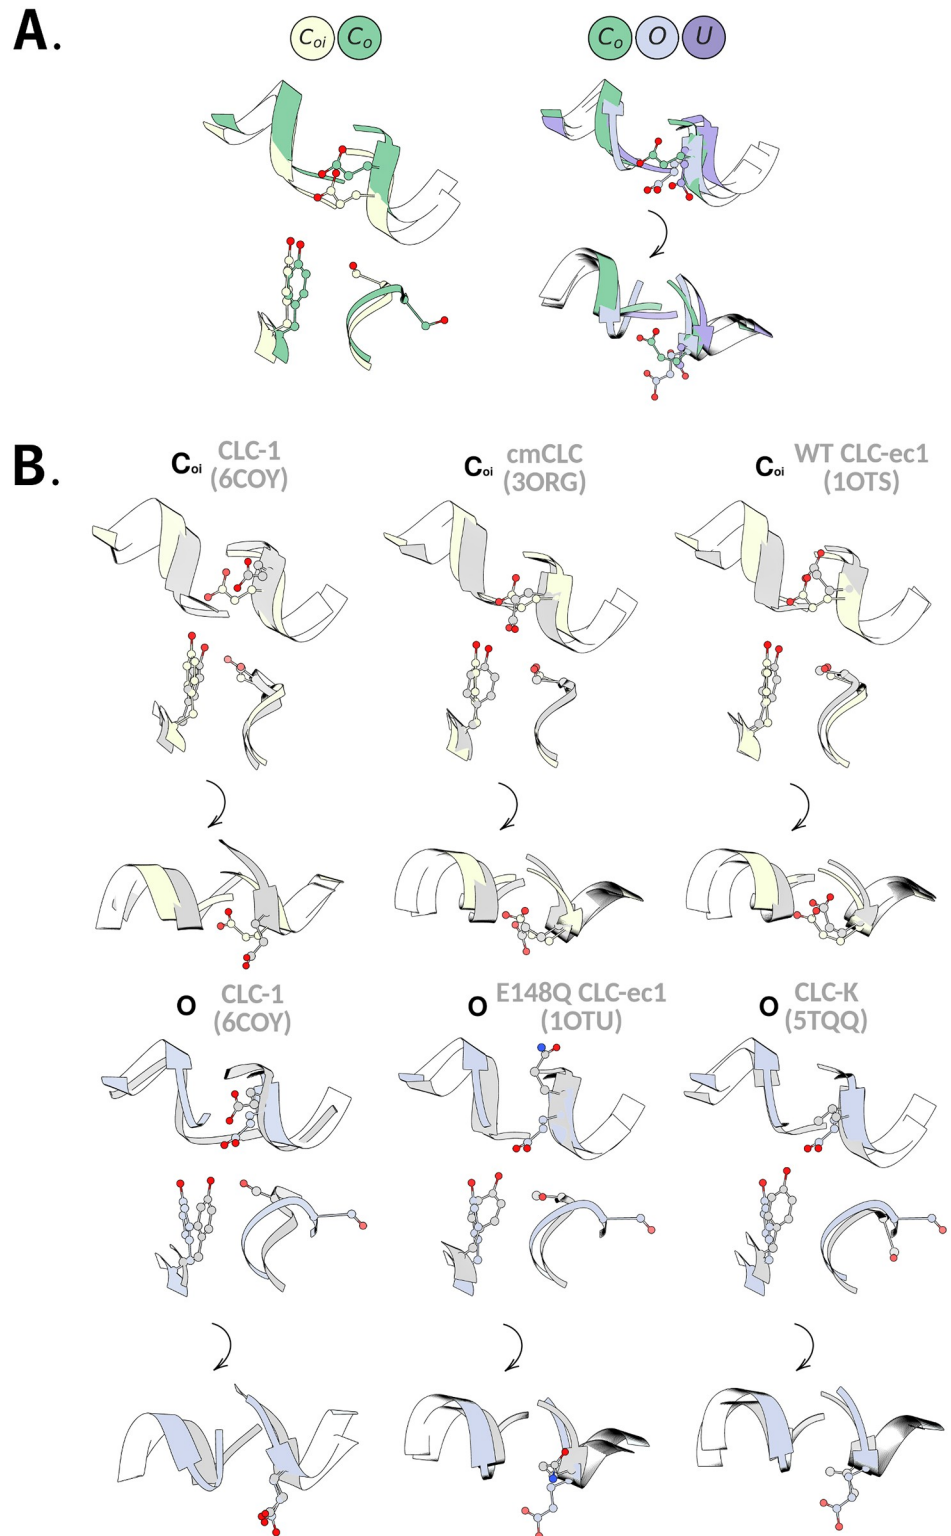 A.
Coi Co
Co O U
B.
Coi CLC-1
(6COY)
Coi cmCLC
(3ORG)
Coi WT CLC-ec1
(1OTS)
O CLC-1
(6COY)
O E148Q CLC-ec1
(1OTU)
O CLC-K
(5TQQ)